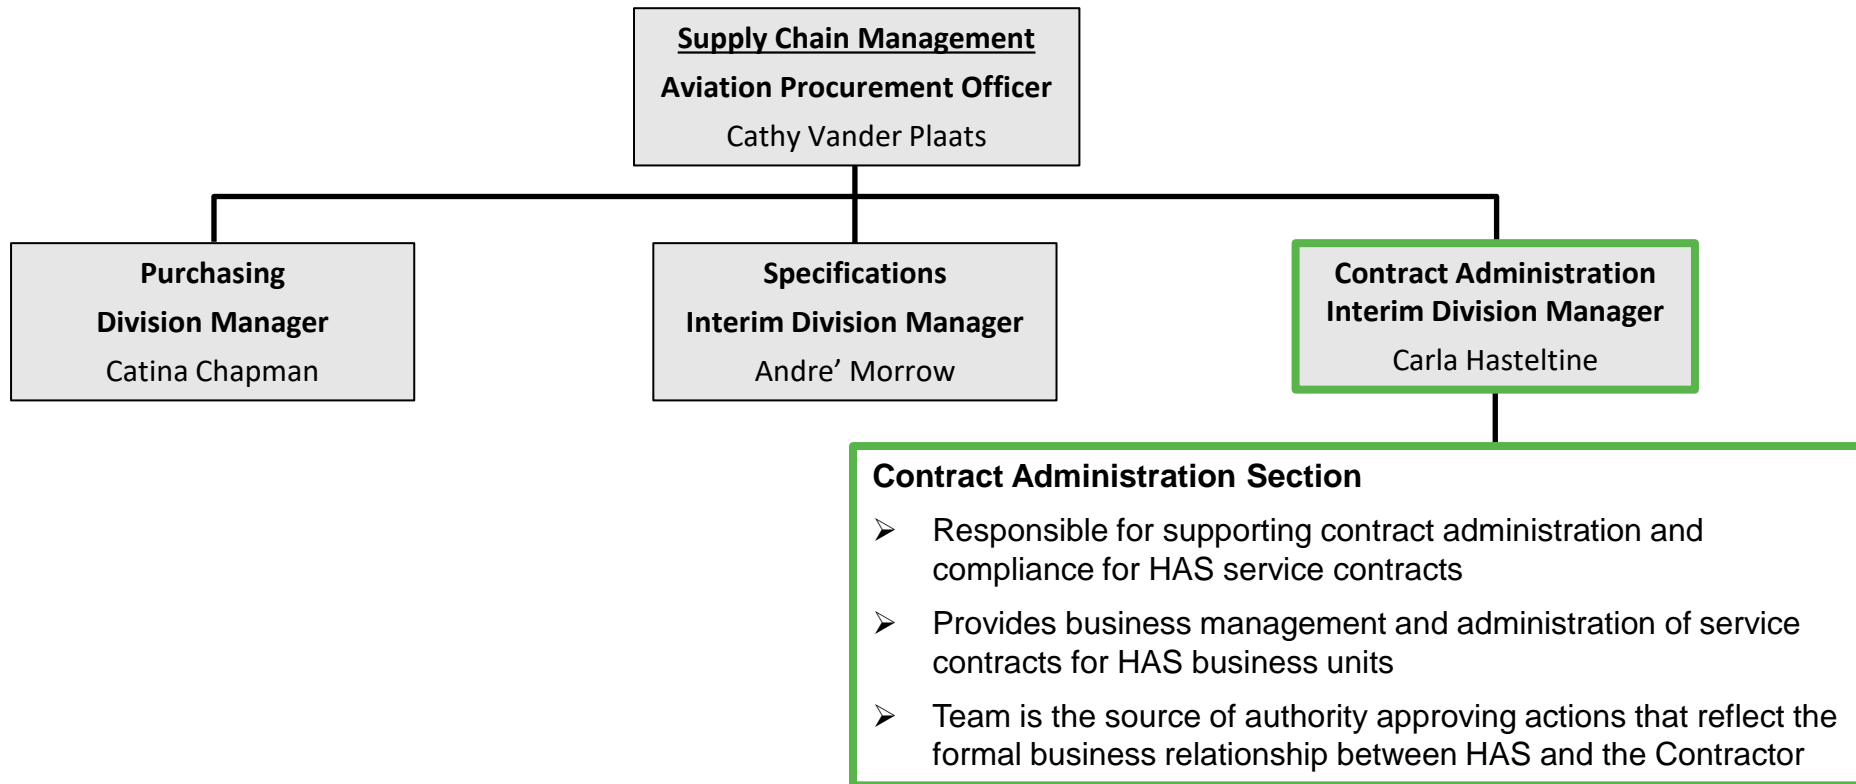 Supply Chain Management
Aviation Procurement Officer
Cathy Vander Plaats
Purchasing
Division Manager
Catina Chapman
Specifications
Interim Division Manager
Andre’ Morrow
Contract Administration
Interim Division Manager
Carla Hasteltine
Contract Administration Section
➢ Responsible for supporting contract administration and
compliance for HAS service contracts
➢ Provides business management and administration of service
contracts for HAS business units
➢ Team is the source of authority approving actions that reflect the
formal business relationship between HAS and the Contractor